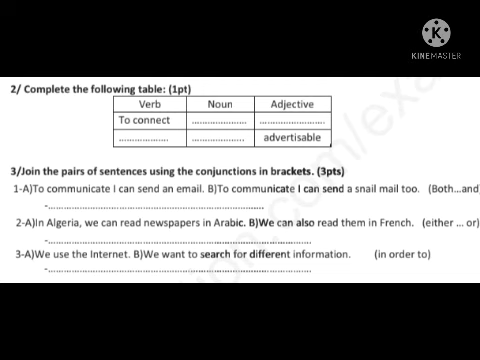 KINEMASTER
2/ Complete the following table: (1pt)
Verb Noun Adjective
To connect ..................... .........................
................... .................... advertisable
3/Join the pairs of sentences using the conjunctions in brackets. (3pts)
1-A)To communicate I can send an email. B)To communicate I can send a snail mail too. (Both...and)
-..................................................................................
2-A)In Algeria, we can read newspapers in Arabic. B)We can also read them in French. (either ... or)
-....................................................................................................
3-A)We use the Internet. B)We want to search for different information. (in order to)
-....................................................................................................